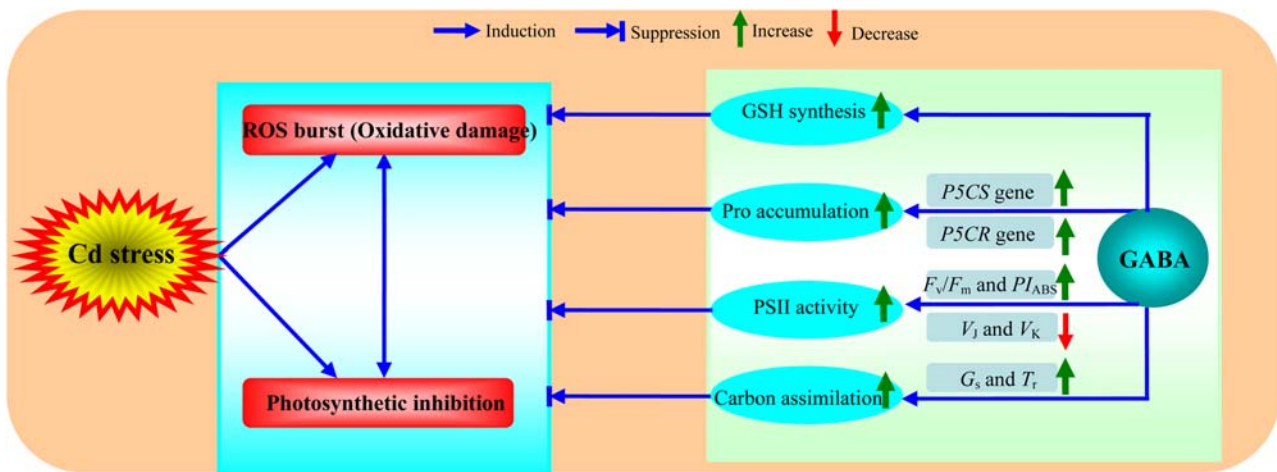 Induction Suppression Increase Decrease
ROS burst (Oxidative damage)
Cd stress
Photosynthetic inhibition
GSH synthesis
Pro accumulation
P5CS gene
P5CR gene
PSII activity
Fv/Fm and PIABS
VJ and VK
Carbon assimilation
Gs and Tr
GABA